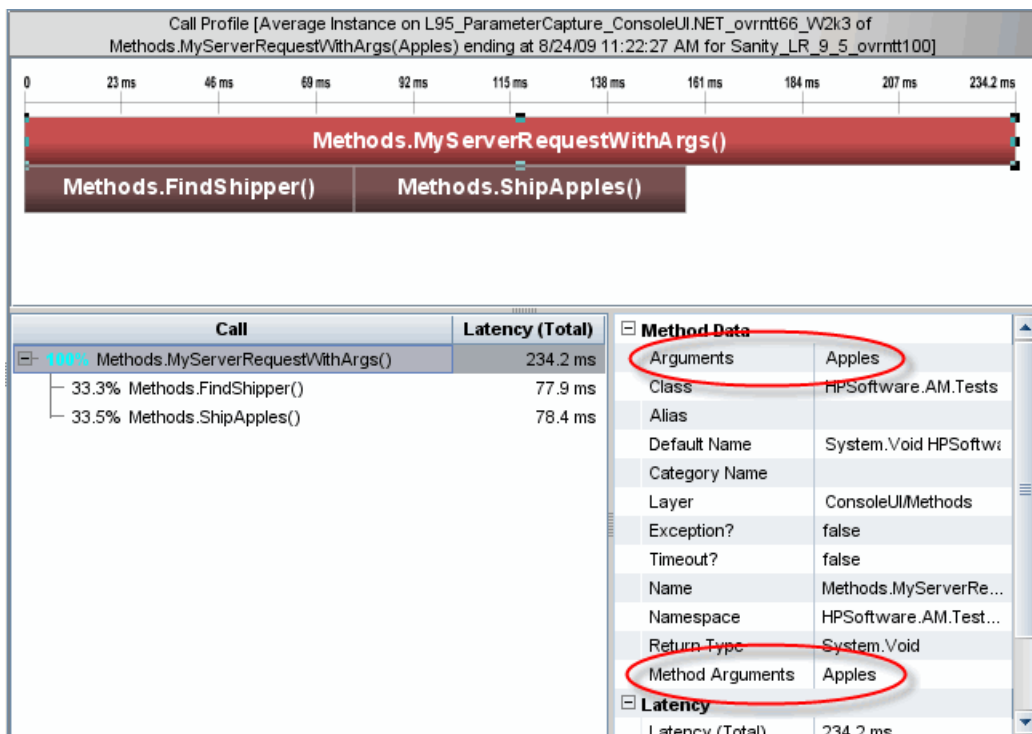 Call Profile [Average Instance on L95_ParameterCapture_ConsoleUI.NET_ovrntt66_W2k3 of
Methods.MyServerRequestWithArgs(Apples) ending at 8/24/09 11:22:27 AM for Sanity_LR_9_5_ovrntt100]
0 23 ms 46 ms 69 ms 92 ms 115 ms 138 ms 161 ms 184 ms 207 ms 234.2 ms
Methods.MyServerRequestWithArgs()
Methods.FindShipper() Methods.ShipApples()
Call Latency (Total)
100% Methods.MyServerRequestWithArgs() 234.2 ms
33.3% Methods.FindShipper() 77.9 ms
33.5% Methods.ShipApples() 78.4 ms
Method Data
Arguments Apples
Class HPSoftware.AM.Tests
Alias
Default Name System.Void HPSoftwa
Category Name
Layer ConsoleUI/Methods
Exception? false
Timeout? false
Name Methods.MyServerRe...
Namespace HPSoftware.AM.Test...
Return Type System.Void
Method Arguments Apples
Latency
Latency (Total) 234.2 ms